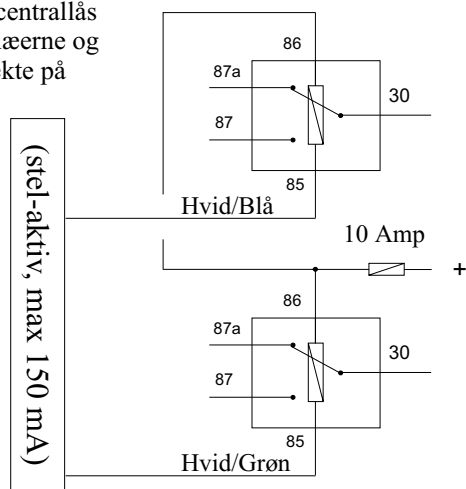 centrallås
æerne og
kte på
86
87a
30
87
85
Hvid/Blå
10 Amp
+
86
87a
30
87
85
Hvid/Grøn
(stel-aktiv, max 150 mA)